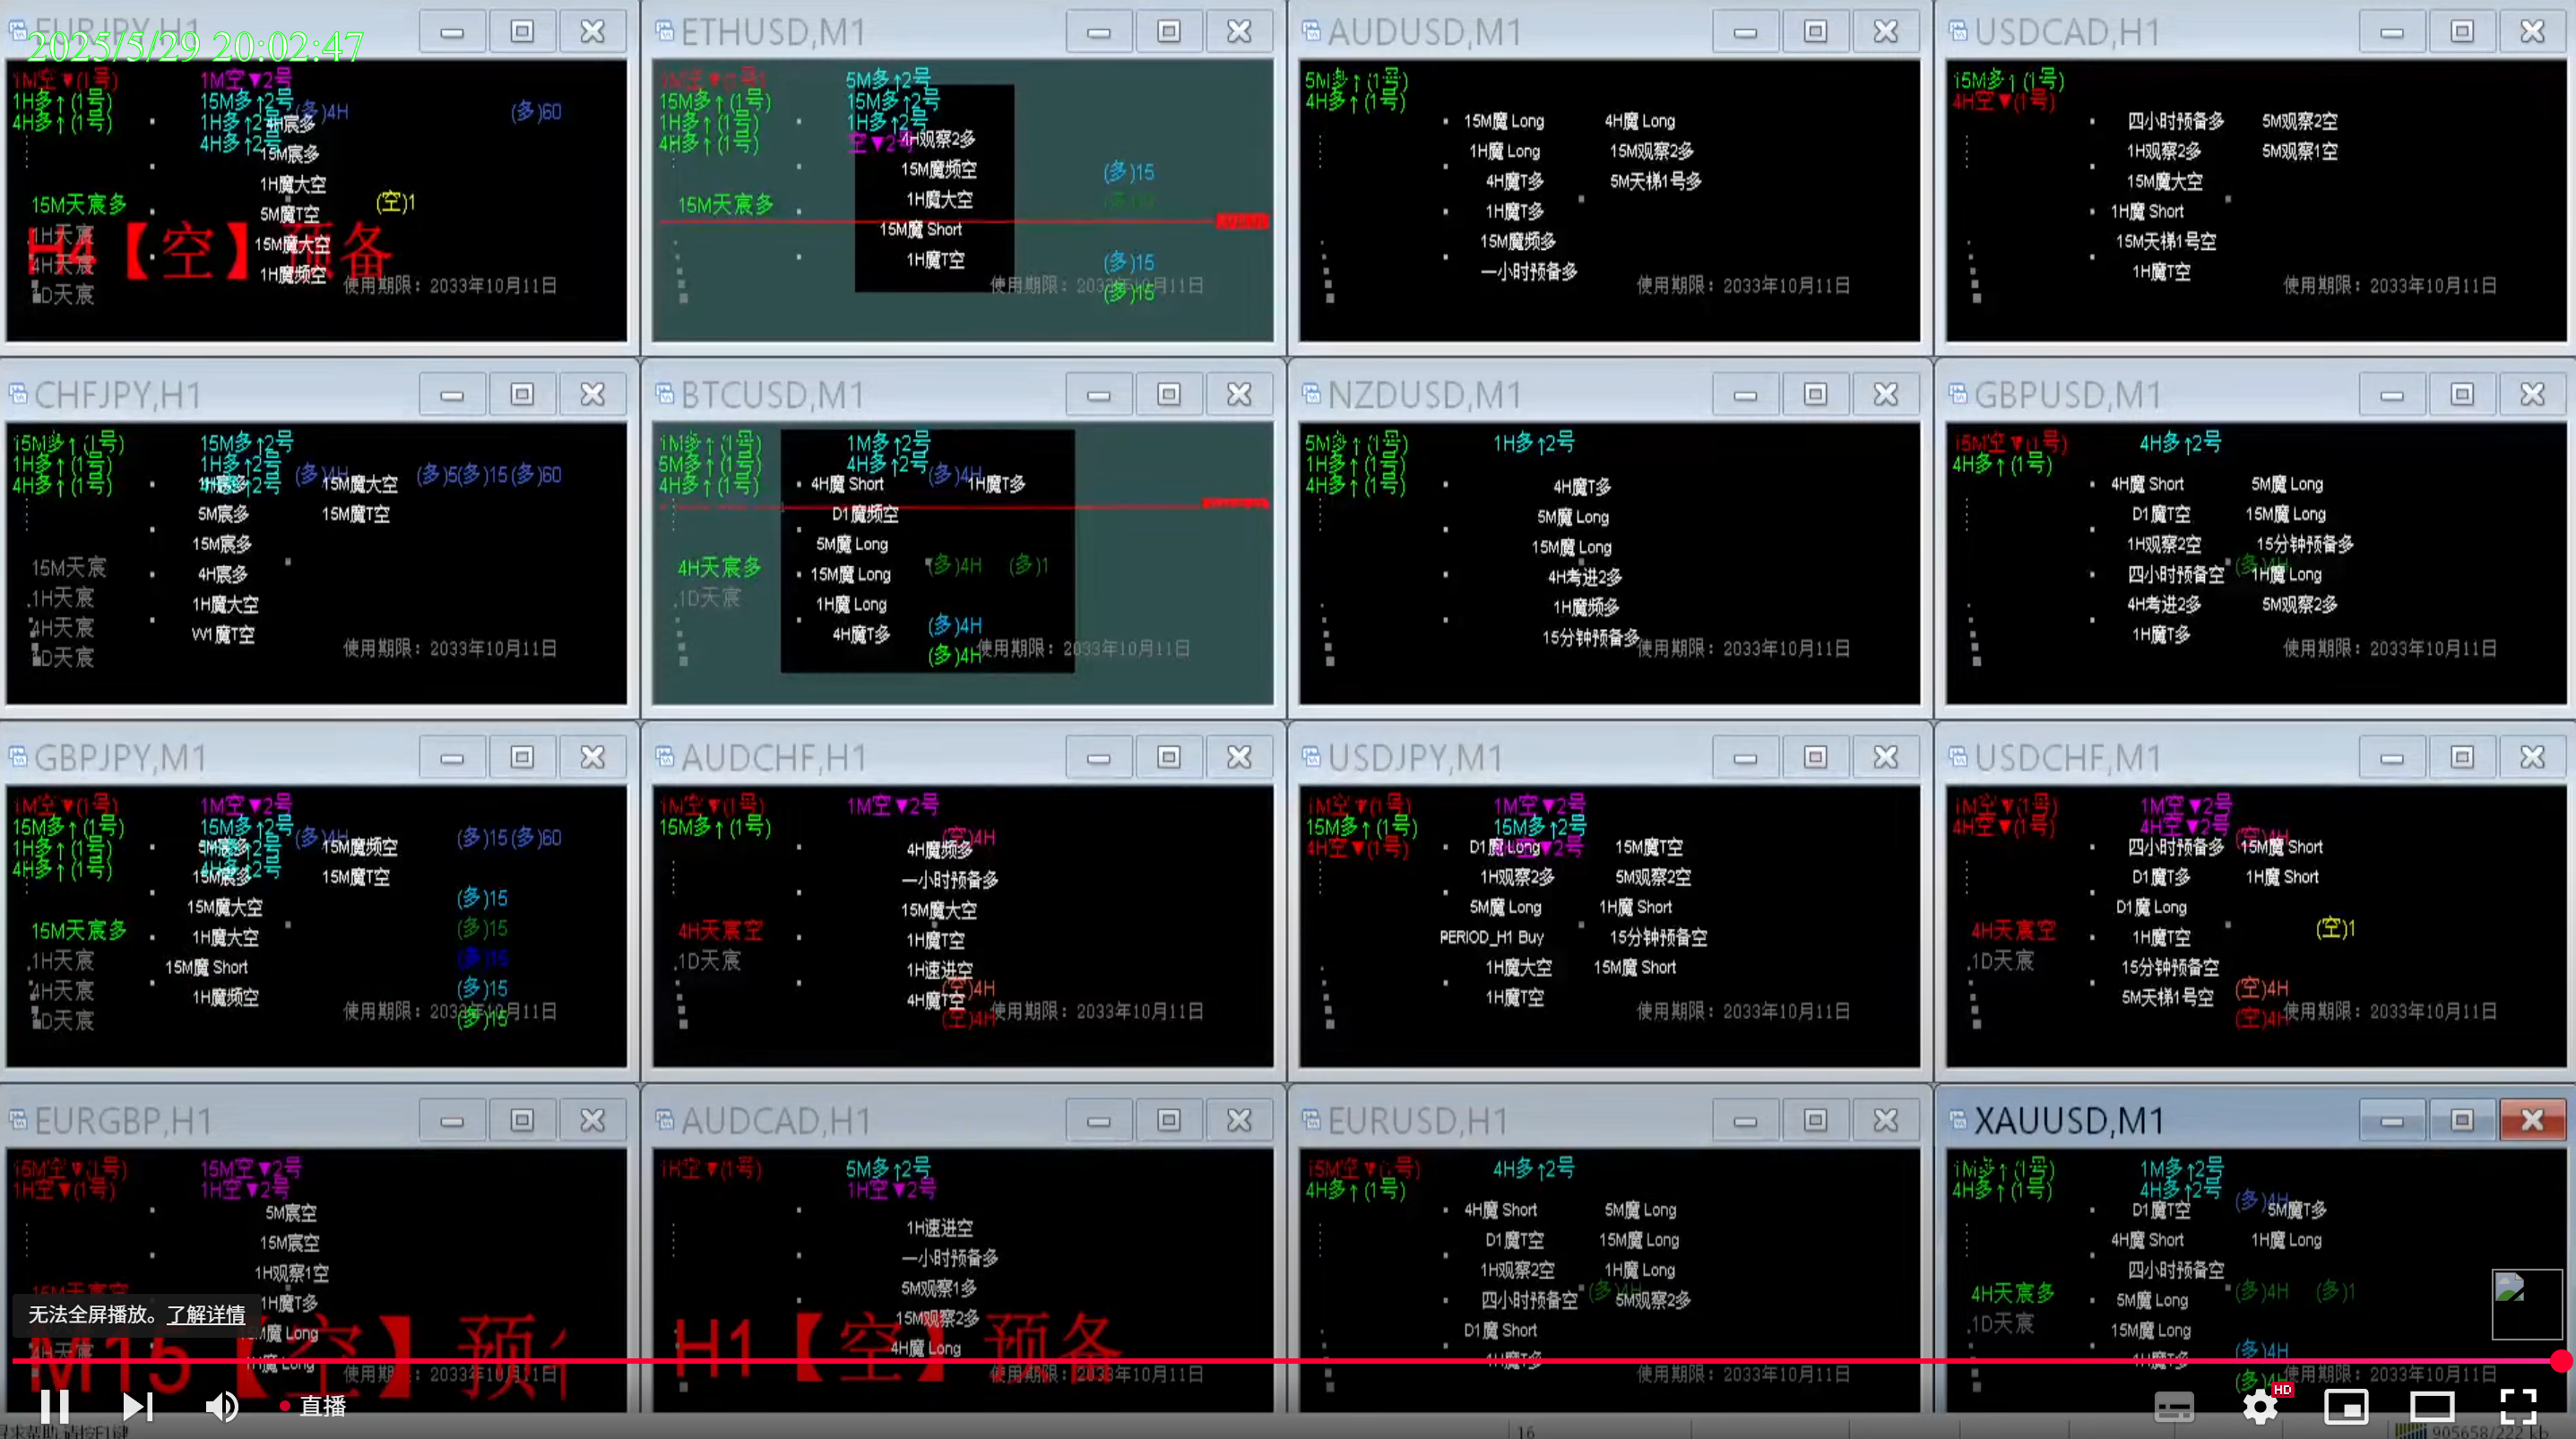 EURJPY,H1
2025/5/29 20:02:47
1M空▼(1号)
1H多↑(1号)
4H多↑(1号)
1M空▼2号
15M多↑2号
1H多↑2号
4H多↑2号
(多)4H
(多)60
4H宸多
15M宸多
1H魔大空
5M魔T空
15M魔大空
1H魔频空
(空)1
15M天宸多
1H天宸
4H天宸
1D天宸
H4【空】预备
使用期限：2033年10月11日
ETHUSD,M1
15M多↑(1号)
1H多↑(1号)
4H多↑(1号)
5M多↑2号
15M多↑2号
1H多↑2号
空▼2号
4H观察2多
15M魔频空
1H魔大空
15M魔 Short
1H魔T空
15M天宸多
(多)15
(多)15
(多)15
使用期限：2033年10月11日
AUDUSD,M1
5M多↑(1号)
4H多↑(1号)
15M魔 Long
1H魔 Long
4H魔T多
1H魔T多
15M魔频多
一小时预备多
4H魔 Long
15M观察2多
5M天梯1号多
使用期限：2033年10月11日
USDCAD,H1
15M多↑(1号)
4H空▼(1号)
四小时预备多
1H观察2多
15M魔大空
1H魔 Short
15M天梯1号空
1H魔T空
5M观察2空
5M观察1空
使用期限：2033年10月11日
CHFJPY,H1
15M多↑(1号)
1H多↑(1号)
4H多↑(1号)
15M多↑2号
1H多↑2号
4H多↑2号
(多)4H
(多)5(多)15(多)60
1H宸多
5M宸多
15M宸多
4H宸多
1H魔大空
W1魔T空
15M魔大空
15M魔T空
15M天宸
1H天宸
4H天宸
1D天宸
使用期限：2033年10月11日
BTCUSD,M1
1M多↑(1号)
5M多↑(1号)
4H多↑(1号)
1M多↑2号
4H多↑2号
(多)4H
4H魔 Short
D1魔频空
5M魔 Long
15M魔 Long
1H魔 Long
4H魔T多
1H魔T多
4H天宸多
1D天宸
(多)4H
(多)1
(多)4H
(多)4H
使用期限：2033年10月11日
NZDUSD,M1
5M多↑(1号)
1H多↑(1号)
4H多↑(1号)
1H多↑2号
4H魔T多
5M魔 Long
15M魔 Long
4H考进2多
1H魔频多
15分钟预备多
使用期限：2033年10月11日
GBPUSD,M1
15M空▼(1号)
4H多↑(1号)
4H多↑2号
4H魔 Short
D1魔T空
1H观察2空
四小时预备空
4H考进2多
1H魔T多
5M魔 Long
15M魔 Long
15分钟预备多
1H魔 Long
5M观察2多
(多)4H
使用期限：2033年10月11日
GBPJPY,M1
1M空▼(1号)
15M多↑(1号)
1H多↑(1号)
4H多↑(1号)
1M空▼2号
15M多↑2号
1H多↑2号
4H多↑2号
(多)4H
(多)15(多)60
5M宸多
15M宸多
15M魔大空
1H魔大空
15M魔 Short
1H魔频空
15M魔频空
15M魔T空
15M天宸多
1H天宸
4H天宸
1D天宸
(多)15
(多)15
(多)15
(多)15
(多)15
使用期限：2033年10月11日
AUDCHF,H1
1M空▼(1号)
15M多↑(1号)
1M空▼2号
(空)4H
4H魔频多
一小时预备多
15M魔大空
1H魔T空
1H速进空
4H魔T空
4H天宸空
1D天宸
(空)4H
(空)4H
使用期限：2033年10月11日
USDJPY,M1
1M空▼(1号)
15M多↑(1号)
4H空▼(1号)
1M空▼2号
15M多↑2号
4H空▼2号
D1魔 Long
1H观察2多
5M魔 Long
PERIOD_H1 Buy
1H魔大空
1H魔T空
15M魔T空
5M观察2空
1H魔 Short
15分钟预备空
15M魔 Short
使用期限：2033年10月11日
USDCHF,M1
1M空▼(1号)
4H空▼(1号)
1M空▼2号
4H空▼2号
(空)4H
四小时预备多
D1魔T多
D1魔 Long
1H魔T空
15分钟预备空
5M天梯1号空
15M魔 Short
1H魔 Short
4H天宸空
1D天宸
(空)1
(空)4H
(空)4H
使用期限：2033年10月11日
EURGBP,H1
15M空▼(1号)
1H空▼(1号)
15M空▼2号
1H空▼2号
5M宸空
15M宸空
1H观察1空
1H魔T多
魔 Long
1H魔 Long
15M天宸空
4H天宸
M15【空】预
无法全屏播放。了解详情
使用期限：2033年10月11日
AUDCAD,H1
1H空▼(1号)
5M多↑2号
1H空▼2号
1H速进空
一小时预备多
5M观察1多
15M观察2多
4H魔 Long
H1【空】预备
使用期限：2033年10月11日
EURUSD,H1
15M空▼(1号)
4H多↑(1号)
4H多↑2号
4H魔 Short
D1魔T空
1H观察2空
四小时预备空
D1魔 Short
1H魔T多
5M魔 Long
15M魔 Long
1H魔 Long
5M观察2多
(多)4H
使用期限：2033年10月11日
XAUUSD,M1
1M多↑(1号)
4H多↑(1号)
1M多↑2号
4H多↑2号
(多)4H
D1魔T空
4H魔 Short
四小时预备空
5M魔 Long
15M魔 Long
1H魔T多
5M魔T多
1H魔 Long
4H天宸多
1D天宸
(多)4H
(多)1
(多)4H
(多)4H
使用期限：2033年10月11日
直播
HD
16
905658/222 kb